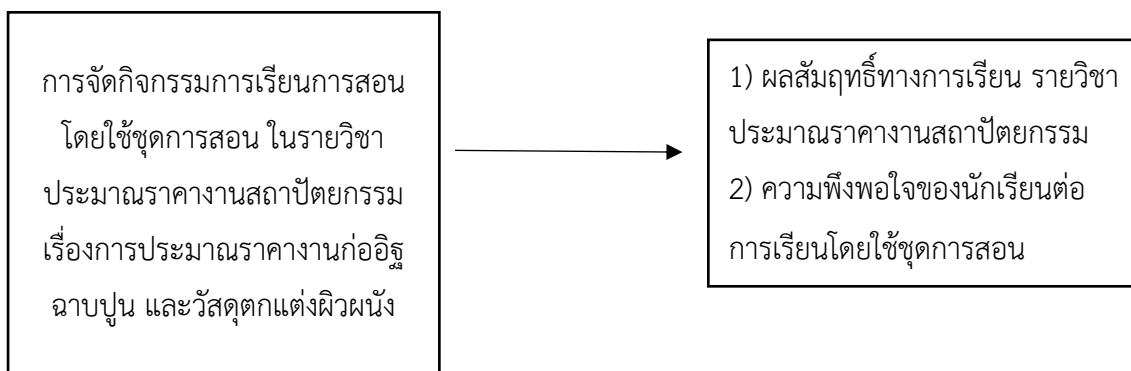 การจัดกิจกรรมการเรียนการสอน
โดยใช้ชุดการสอน ในรายวิชา
ประมาณราคางานสถาปัตยกรรม
เรื่องการประมาณราคางานก่ออิฐ
ฉาบปูน และวัสดุตกแต่งผิวผนัง
1) ผลสัมฤทธิ์ทางการเรียน รายวิชา
ประมาณราคางานสถาปัตยกรรม
2) ความพึงพอใจของนักเรียนต่อ
การเรียนโดยใช้ชุดการสอน